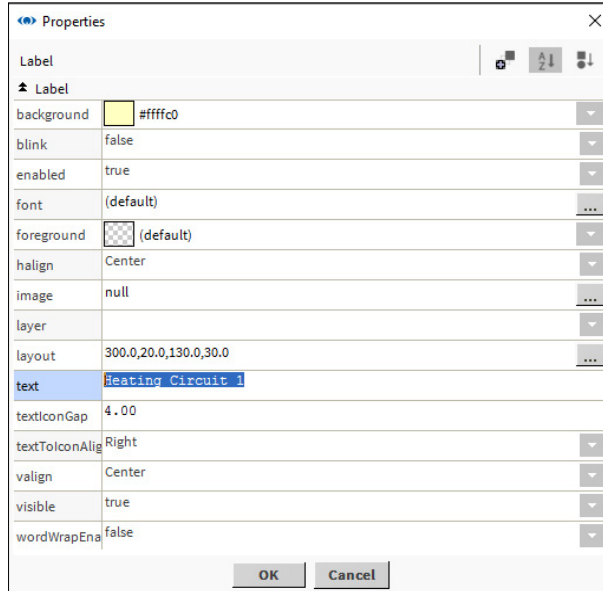 Properties
Label
A
Z
Label
background #ffffc0
blink false
enabled true
font (default) ...
foreground (default)
halign Center
image null ...
layer
layout 300.0,20.0,130.0,30.0 ...
text Heating Circuit 1
textIconGap 4.00
textToIconAlig Right
valign Center
visible true
wordWrapEna false
OK Cancel